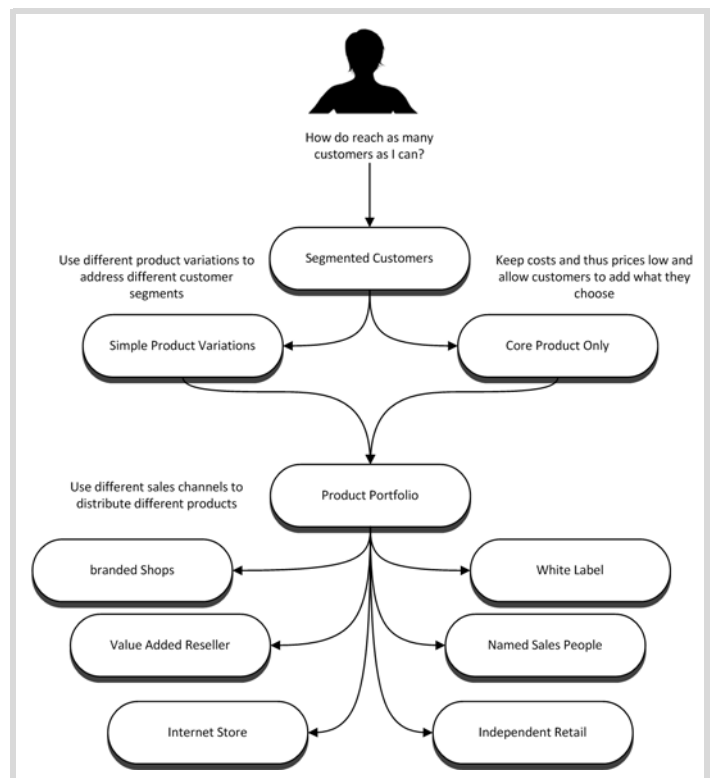 How do reach as many
customers as I can?
Segmented Customers
Use different product variations to
address different customer
segments
Keep costs and thus prices low and
allow customers to add what they
choose
Simple Product Variations
Core Product Only
Product Portfolio
Use different sales channels to
distribute different products
branded Shops
White Label
Value Added Reseller
Named Sales People
Internet Store
Independent Retail